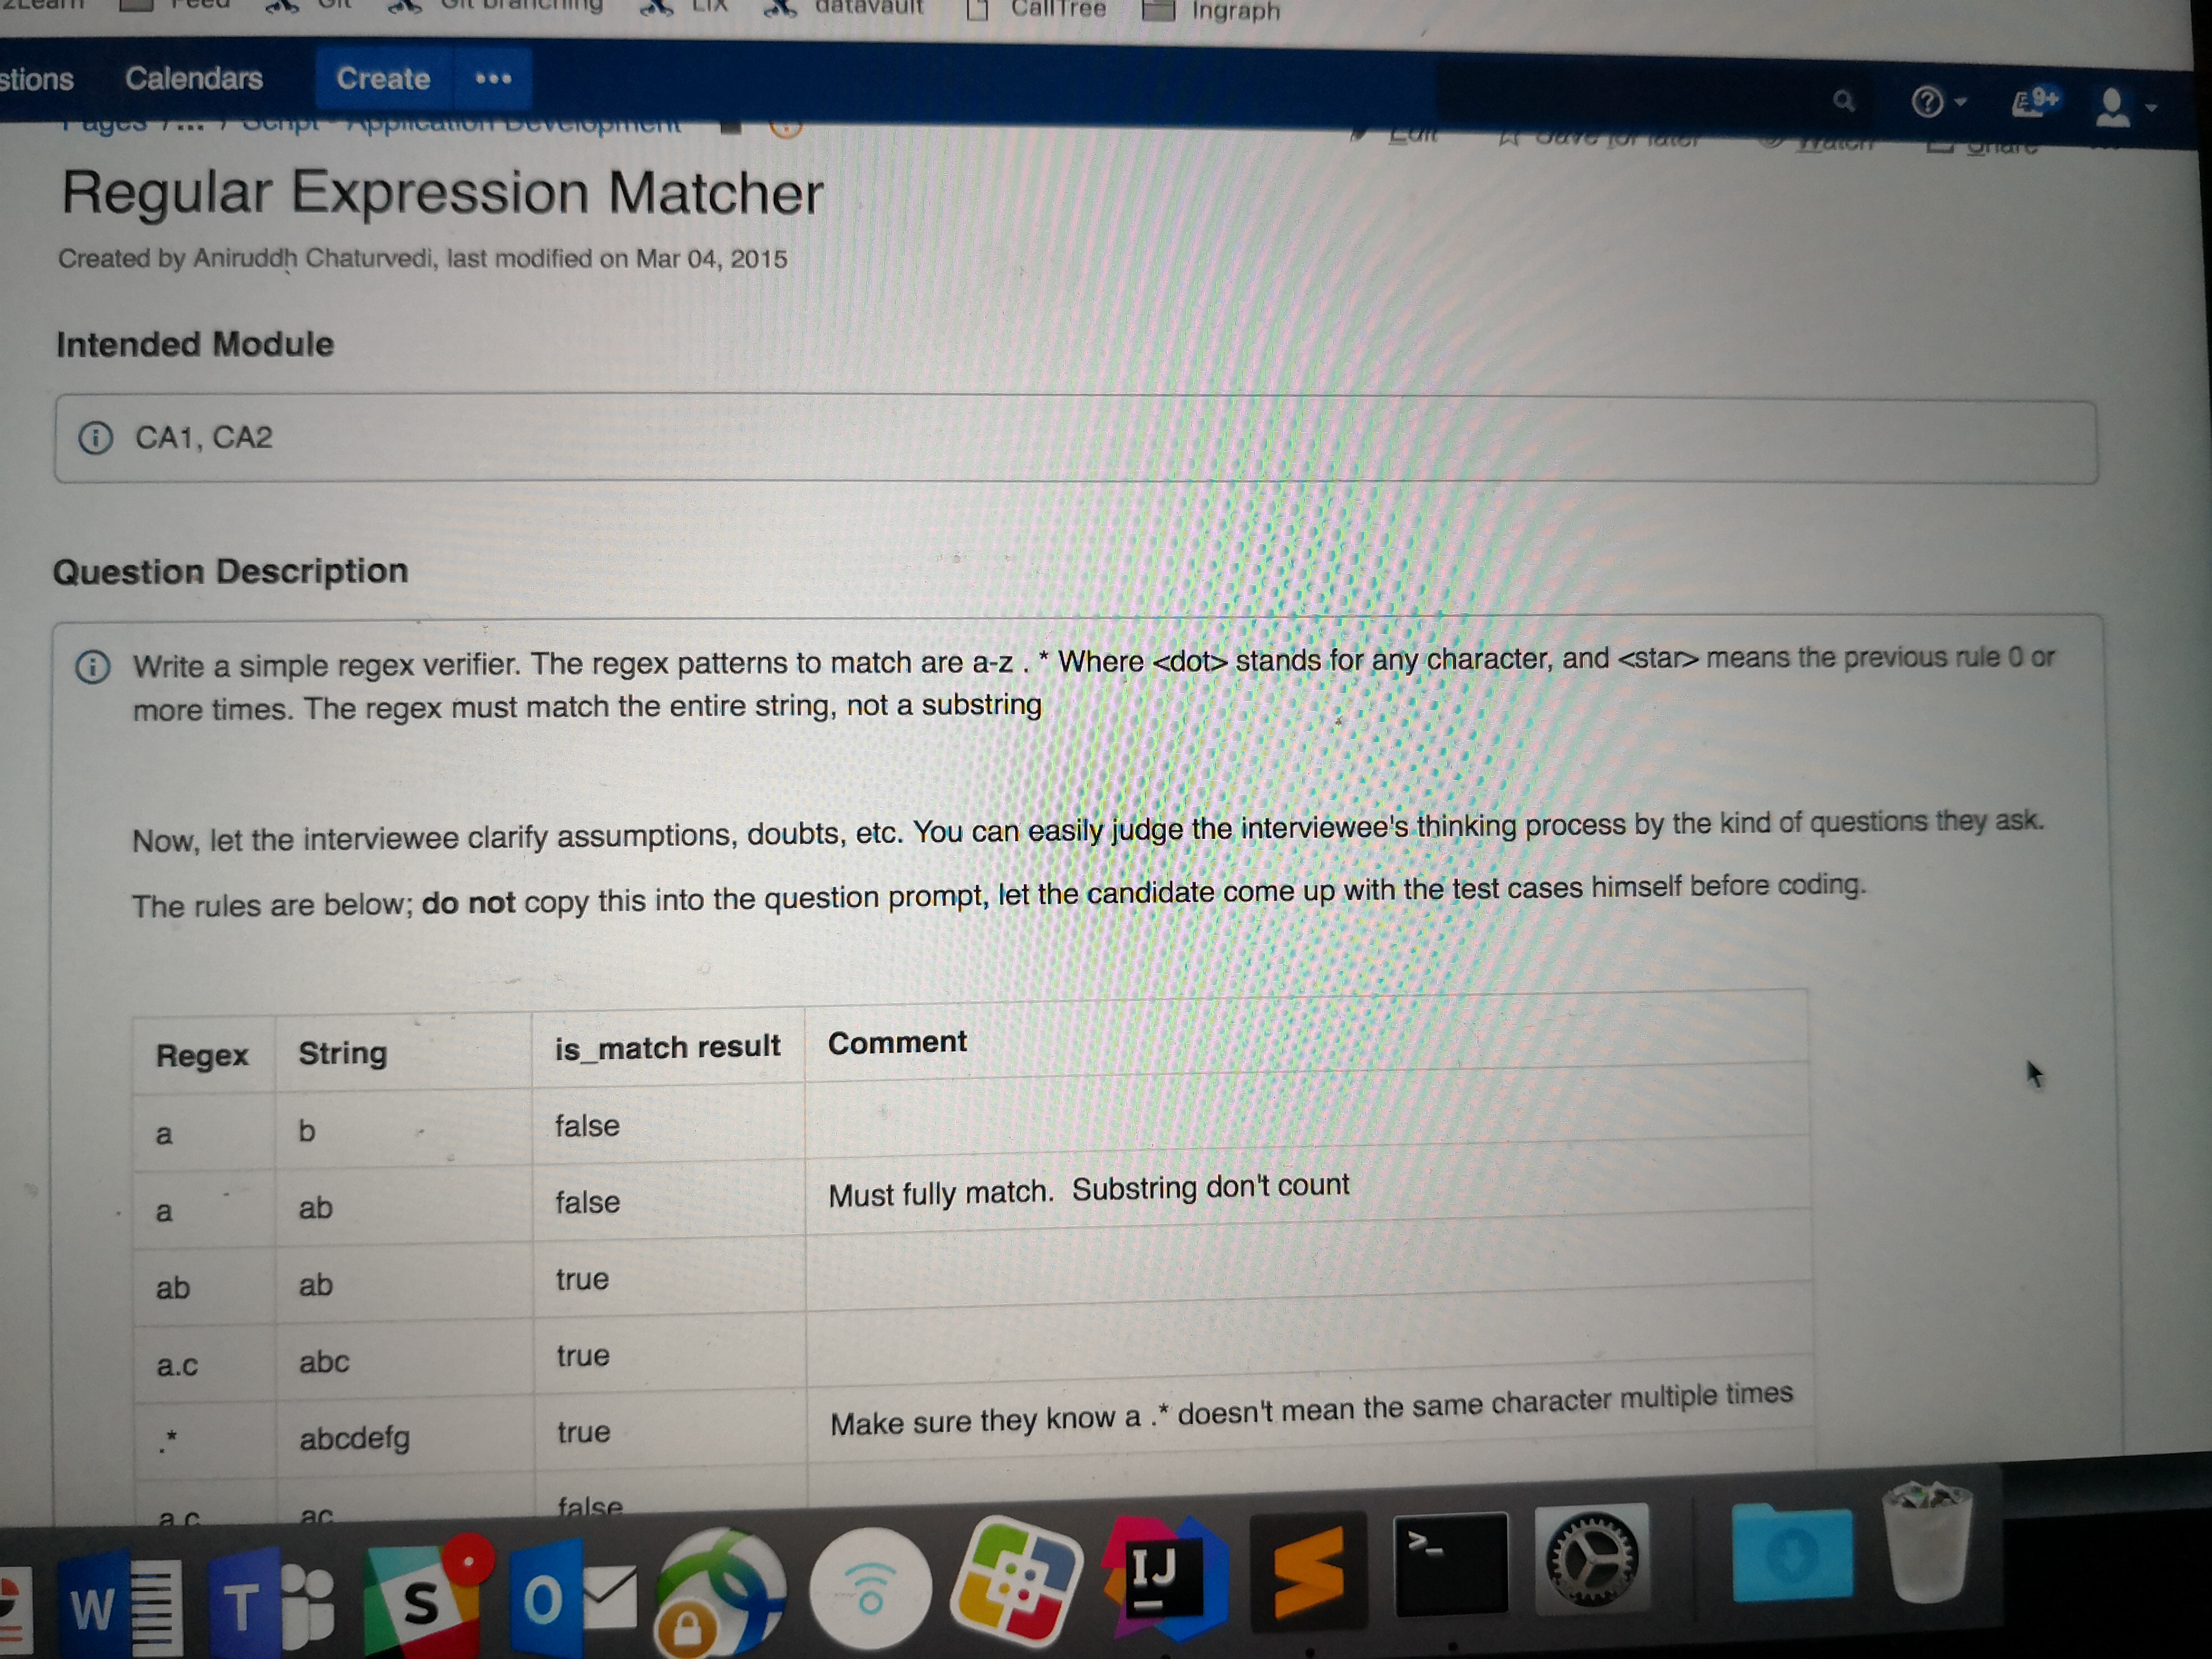 Feed
Git
Git branching
LIX
datavault
CallTree
Ingraph
stions
Calendars
Create
•••
?
9+
Pages / ... / Script - Application Development
Edit
Save for later
Watch
Share
Regular Expression Matcher
Created by Aniruddh Chaturvedi, last modified on Mar 04, 2015
Intended Module
CA1, CA2
Question Description
Write a simple regex verifier. The regex patterns to match are a-z . * Where <dot> stands for any character, and <star> means the previous rule 0 or
more times. The regex must match the entire string, not a substring
Now, let the interviewee clarify assumptions, doubts, etc. You can easily judge the interviewee's thinking process by the kind of questions they ask.
The rules are below; do not copy this into the question prompt, let the candidate come up with the test cases himself before coding.
Regex String is_match result Comment
a b false
a ab false Must fully match. Substring don't count
ab ab true
a.c abc true
.* abcdefg true Make sure they know a .* doesn't mean the same character multiple times
a.c ac false
W
T
S
O
IJ
>_